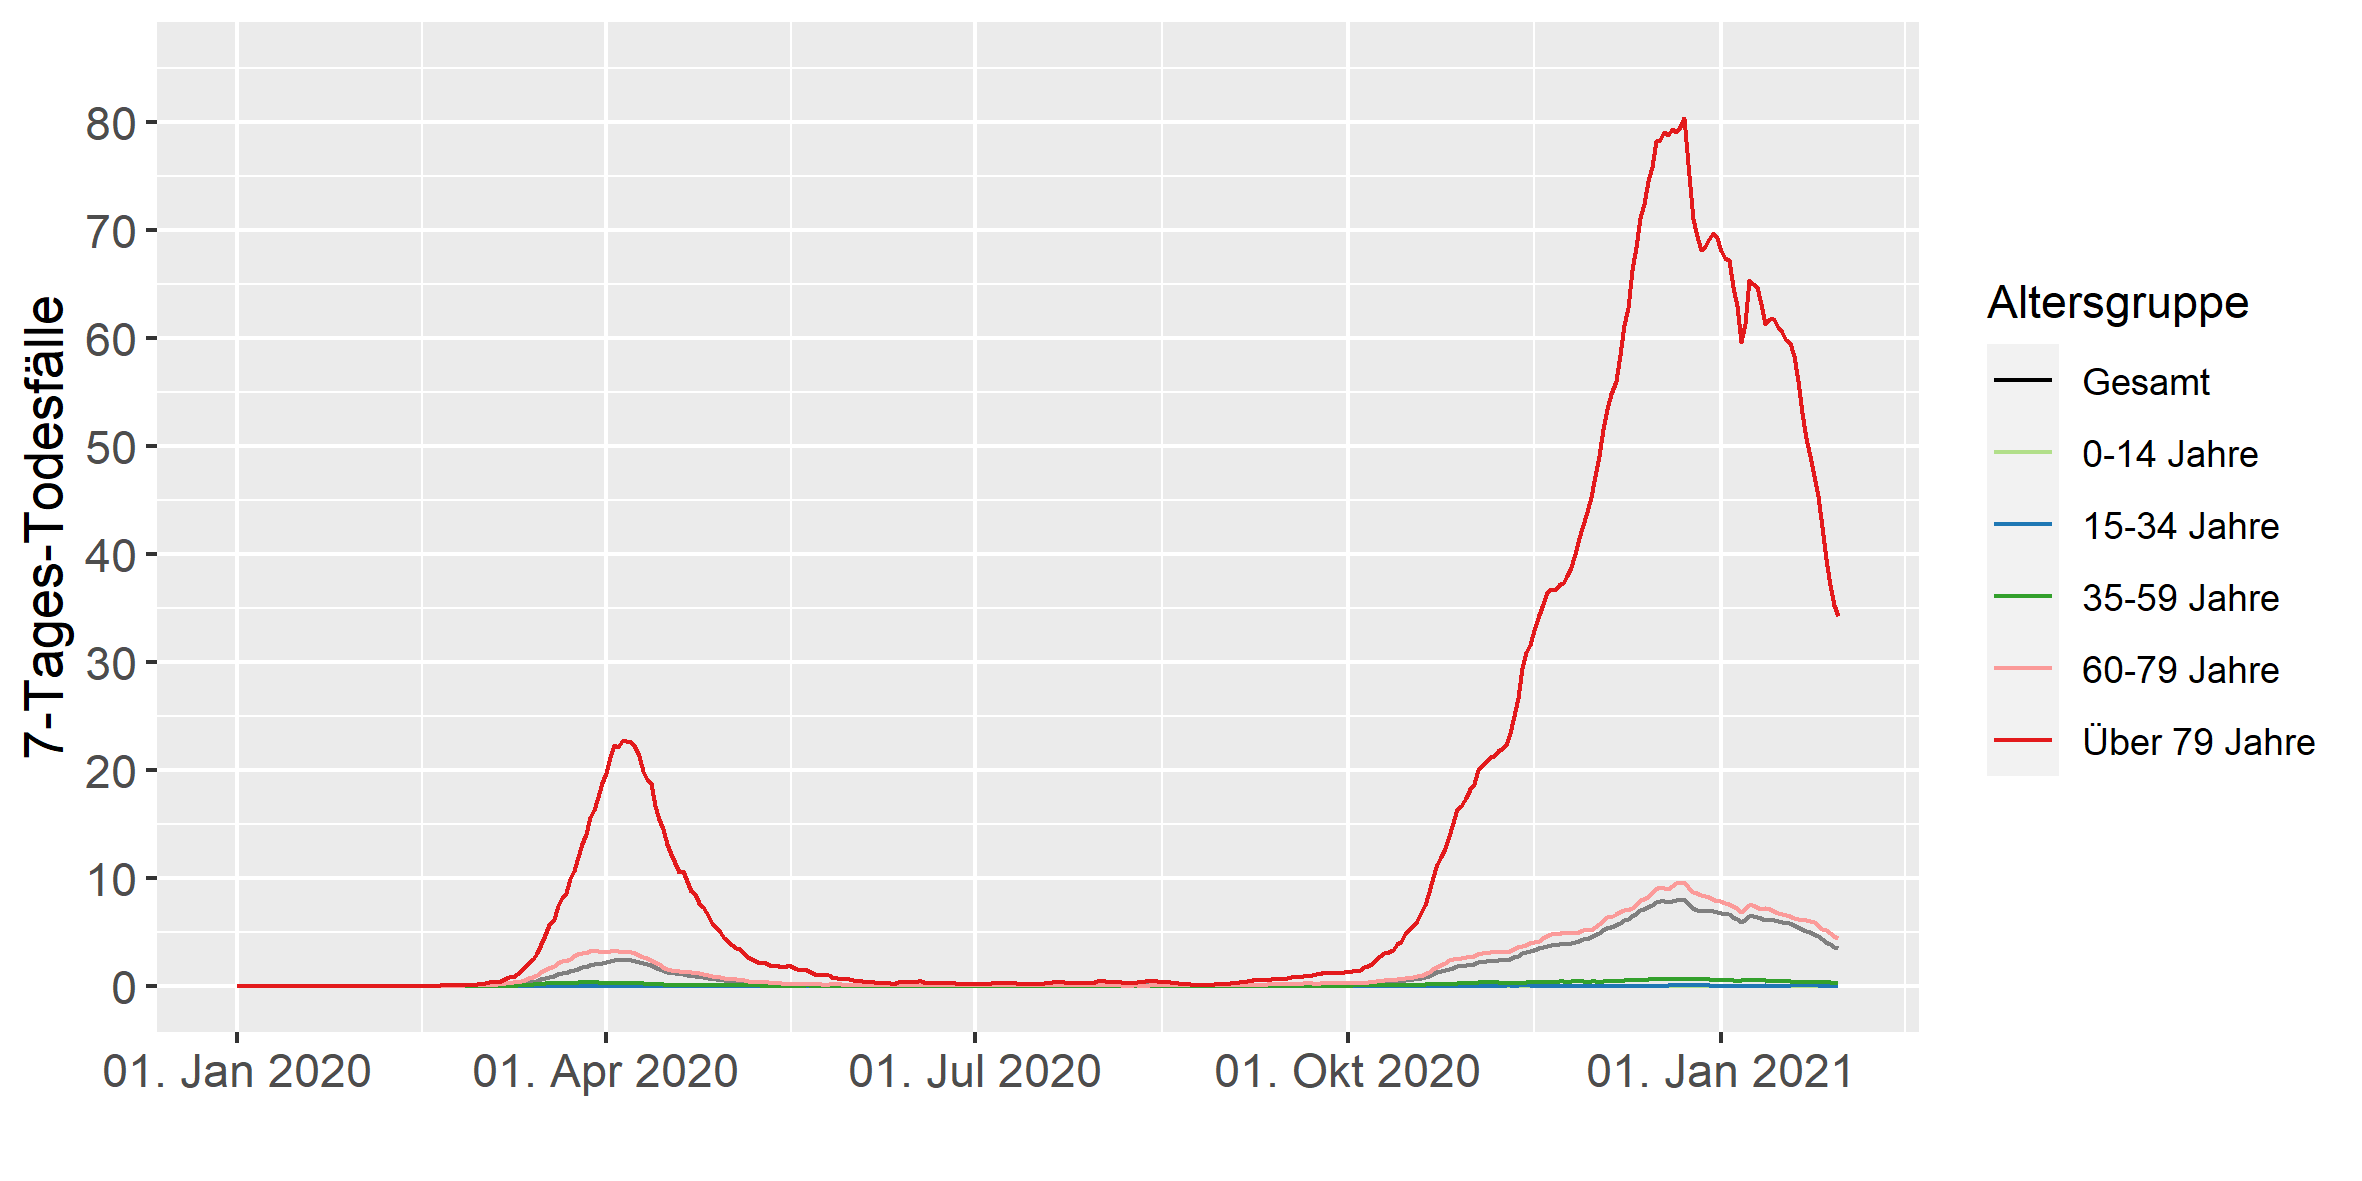 7-Tages-Todesfälle
80
70
60
50
40
30
20
10
0
01. Jan 2020
01. Apr 2020
01. Jul 2020
01. Okt 2020
01. Jan 2021
Altersgruppe
Gesamt
0-14 Jahre
15-34 Jahre
35-59 Jahre
60-79 Jahre
Über 79 Jahre